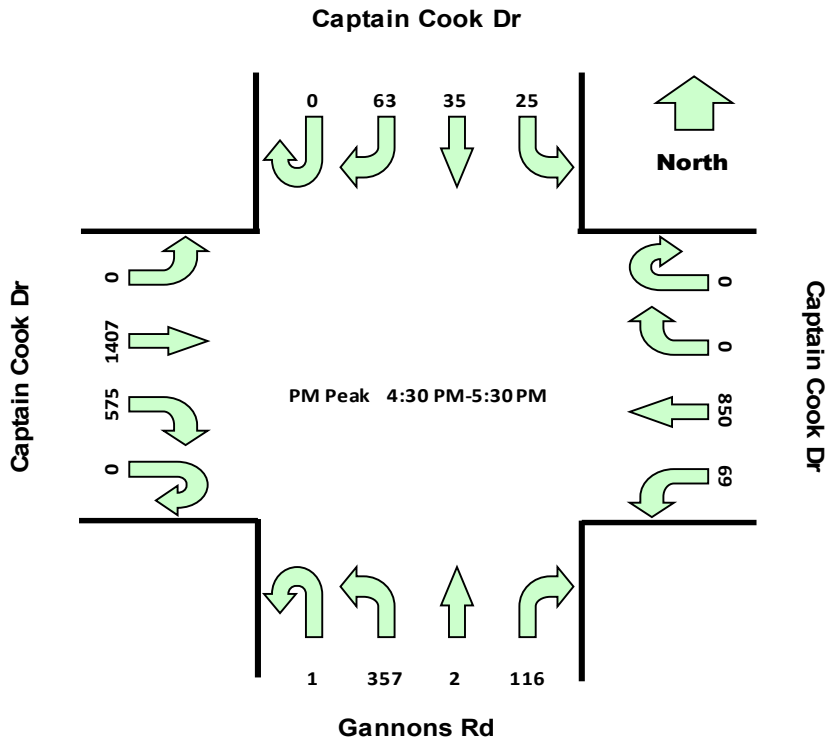 Captain Cook Dr
0 63 35 25
North
0
1407
575
0
Captain Cook Dr
PM Peak 4:30 PM-5:30 PM
0
0
850
69
Captain Cook Dr
1 357 2 116
Gannons Rd